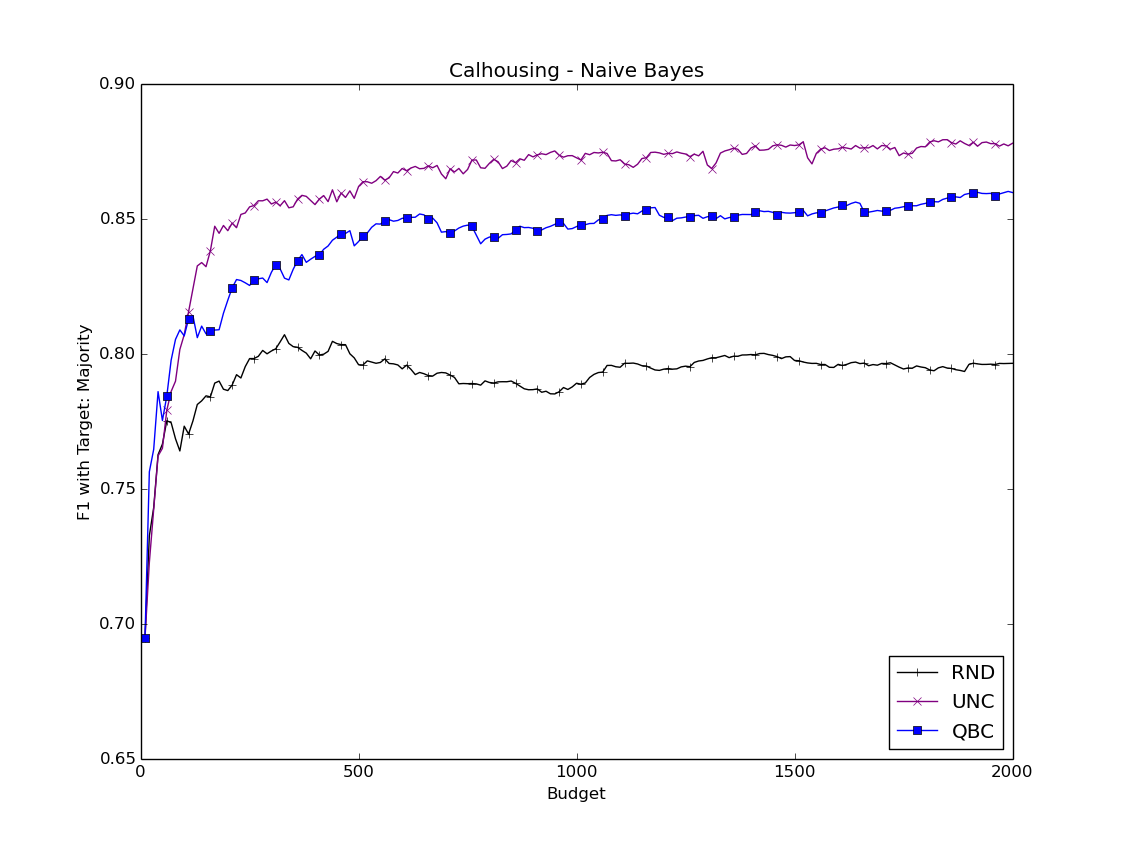 Calhousing - Naive Bayes
F1 with Target: Majority
0.90
0.85
0.80
0.75
0.70
0.65
0
500
1000
1500
2000
Budget
RND
UNC
QBC